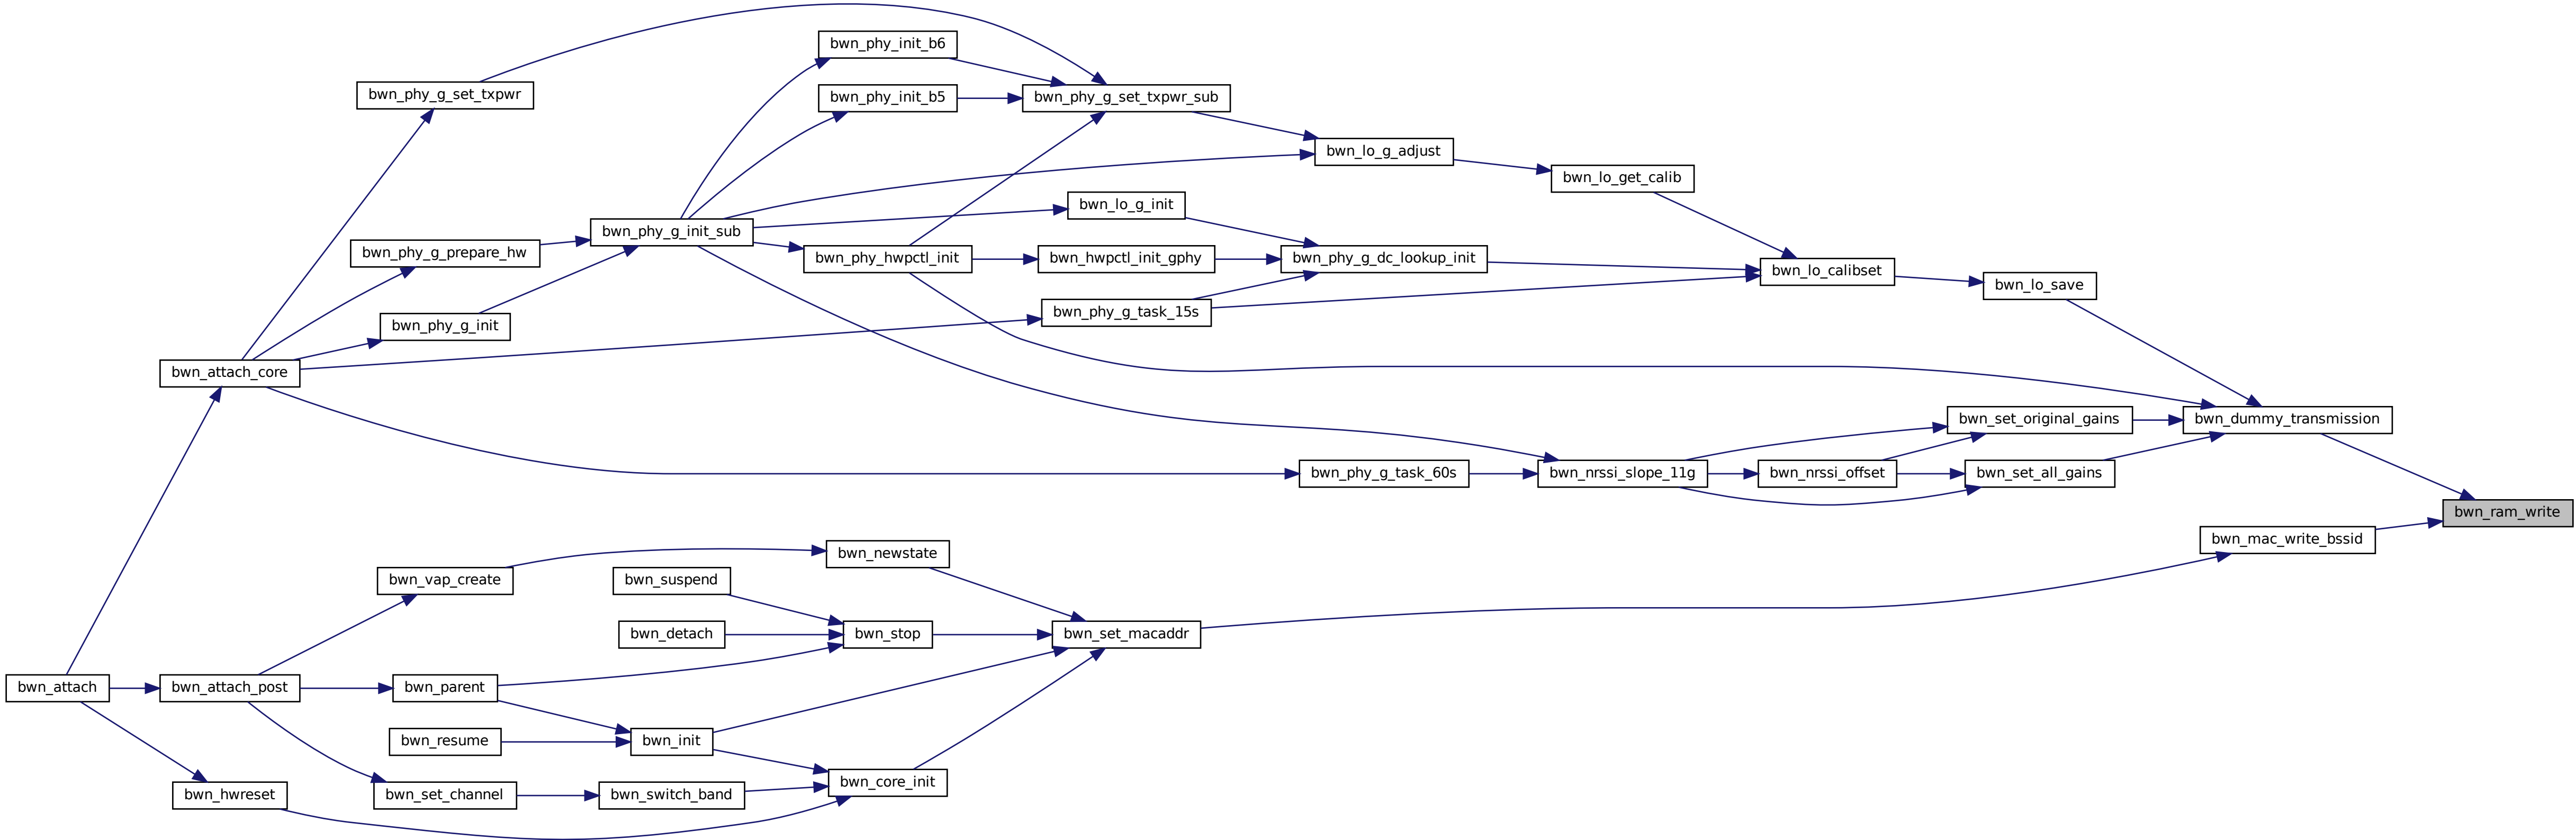 bwn_phy_init_b6
bwn_phy_g_set_txpwr
bwn_phy_init_b5
bwn_phy_g_set_txpwr_sub
bwn_lo_g_adjust
bwn_lo_get_calib
bwn_lo_g_init
bwn_phy_g_init_sub
bwn_phy_g_prepare_hw
bwn_phy_hwpctl_init
bwn_hwpctl_init_gphy
bwn_phy_g_dc_lookup_init
bwn_lo_calibset
bwn_lo_save
bwn_phy_g_task_15s
bwn_phy_g_init
bwn_attach_core
bwn_set_original_gains
bwn_dummy_transmission
bwn_phy_g_task_60s
bwn_nrssi_slope_11g
bwn_nrssi_offset
bwn_set_all_gains
bwn_ram_write
bwn_mac_write_bssid
bwn_newstate
bwn_vap_create
bwn_suspend
bwn_detach
bwn_stop
bwn_set_macaddr
bwn_attach
bwn_attach_post
bwn_parent
bwn_resume
bwn_init
bwn_core_init
bwn_hwreset
bwn_set_channel
bwn_switch_band